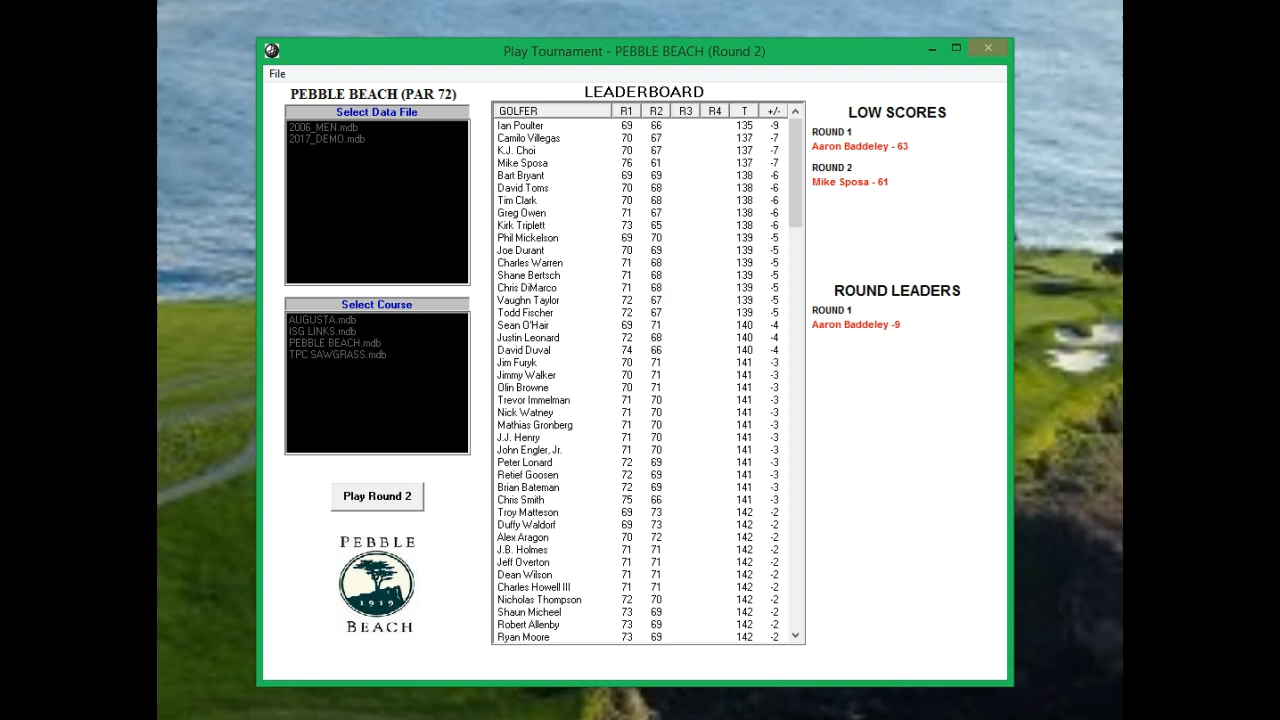 Play Tournament - PEBBLE BEACH (Round 2)
File
PEBBLE BEACH (PAR 72)
Select Data File
2006_MEN.mdb
2017_DEMO.mdb
Select Course
AUGUSTA.mdb
ISG LINKS.mdb
PEBBLE BEACH.mdb
TPC SAWGRASS.mdb
Play Round 2
PEBBLE
1919
BEACH
LEADERBOARD
GOLFER R1 R2 R3 R4 T +/-
Ian Poulter 69 66 135 -9
Camilo Villegas 70 67 137 -7
K.J. Choi 70 67 137 -7
Mike Sposa 76 61 137 -7
Bart Bryant 69 69 138 -6
David Toms 70 68 138 -6
Tim Clark 70 68 138 -6
Greg Owen 71 67 138 -6
Kirk Triplett 73 65 138 -6
Phil Mickelson 69 70 139 -5
Joe Durant 70 69 139 -5
Charles Warren 71 68 139 -5
Shane Bertsch 71 68 139 -5
Chris DiMarco 71 68 139 -5
Vaughn Taylor 72 67 139 -5
Todd Fischer 72 67 139 -5
Sean O'Hair 69 71 140 -4
Justin Leonard 72 68 140 -4
David Duval 74 66 140 -4
Jim Furyk 70 71 141 -3
Jimmy Walker 70 71 141 -3
Olin Browne 70 71 141 -3
Trevor Immelman 71 70 141 -3
Nick Watney 71 70 141 -3
Mathias Gronberg 71 70 141 -3
J.J. Henry 71 70 141 -3
John Engler, Jr. 71 70 141 -3
Peter Lonard 72 69 141 -3
Retief Goosen 72 69 141 -3
Brian Bateman 72 69 141 -3
Chris Smith 75 66 141 -3
Troy Matteson 69 73 142 -2
Duffy Waldorf 69 73 142 -2
Alex Aragon 70 72 142 -2
J.B. Holmes 71 71 142 -2
Jeff Overton 71 71 142 -2
Dean Wilson 71 71 142 -2
Charles Howell III 71 71 142 -2
Nicholas Thompson 72 70 142 -2
Shaun Micheel 73 69 142 -2
Robert Allenby 73 69 142 -2
Ryan Moore 73 69 142 -2
LOW SCORES
ROUND 1
Aaron Baddeley - 63
ROUND 2
Mike Sposa - 61
ROUND LEADERS
ROUND 1
Aaron Baddeley -9